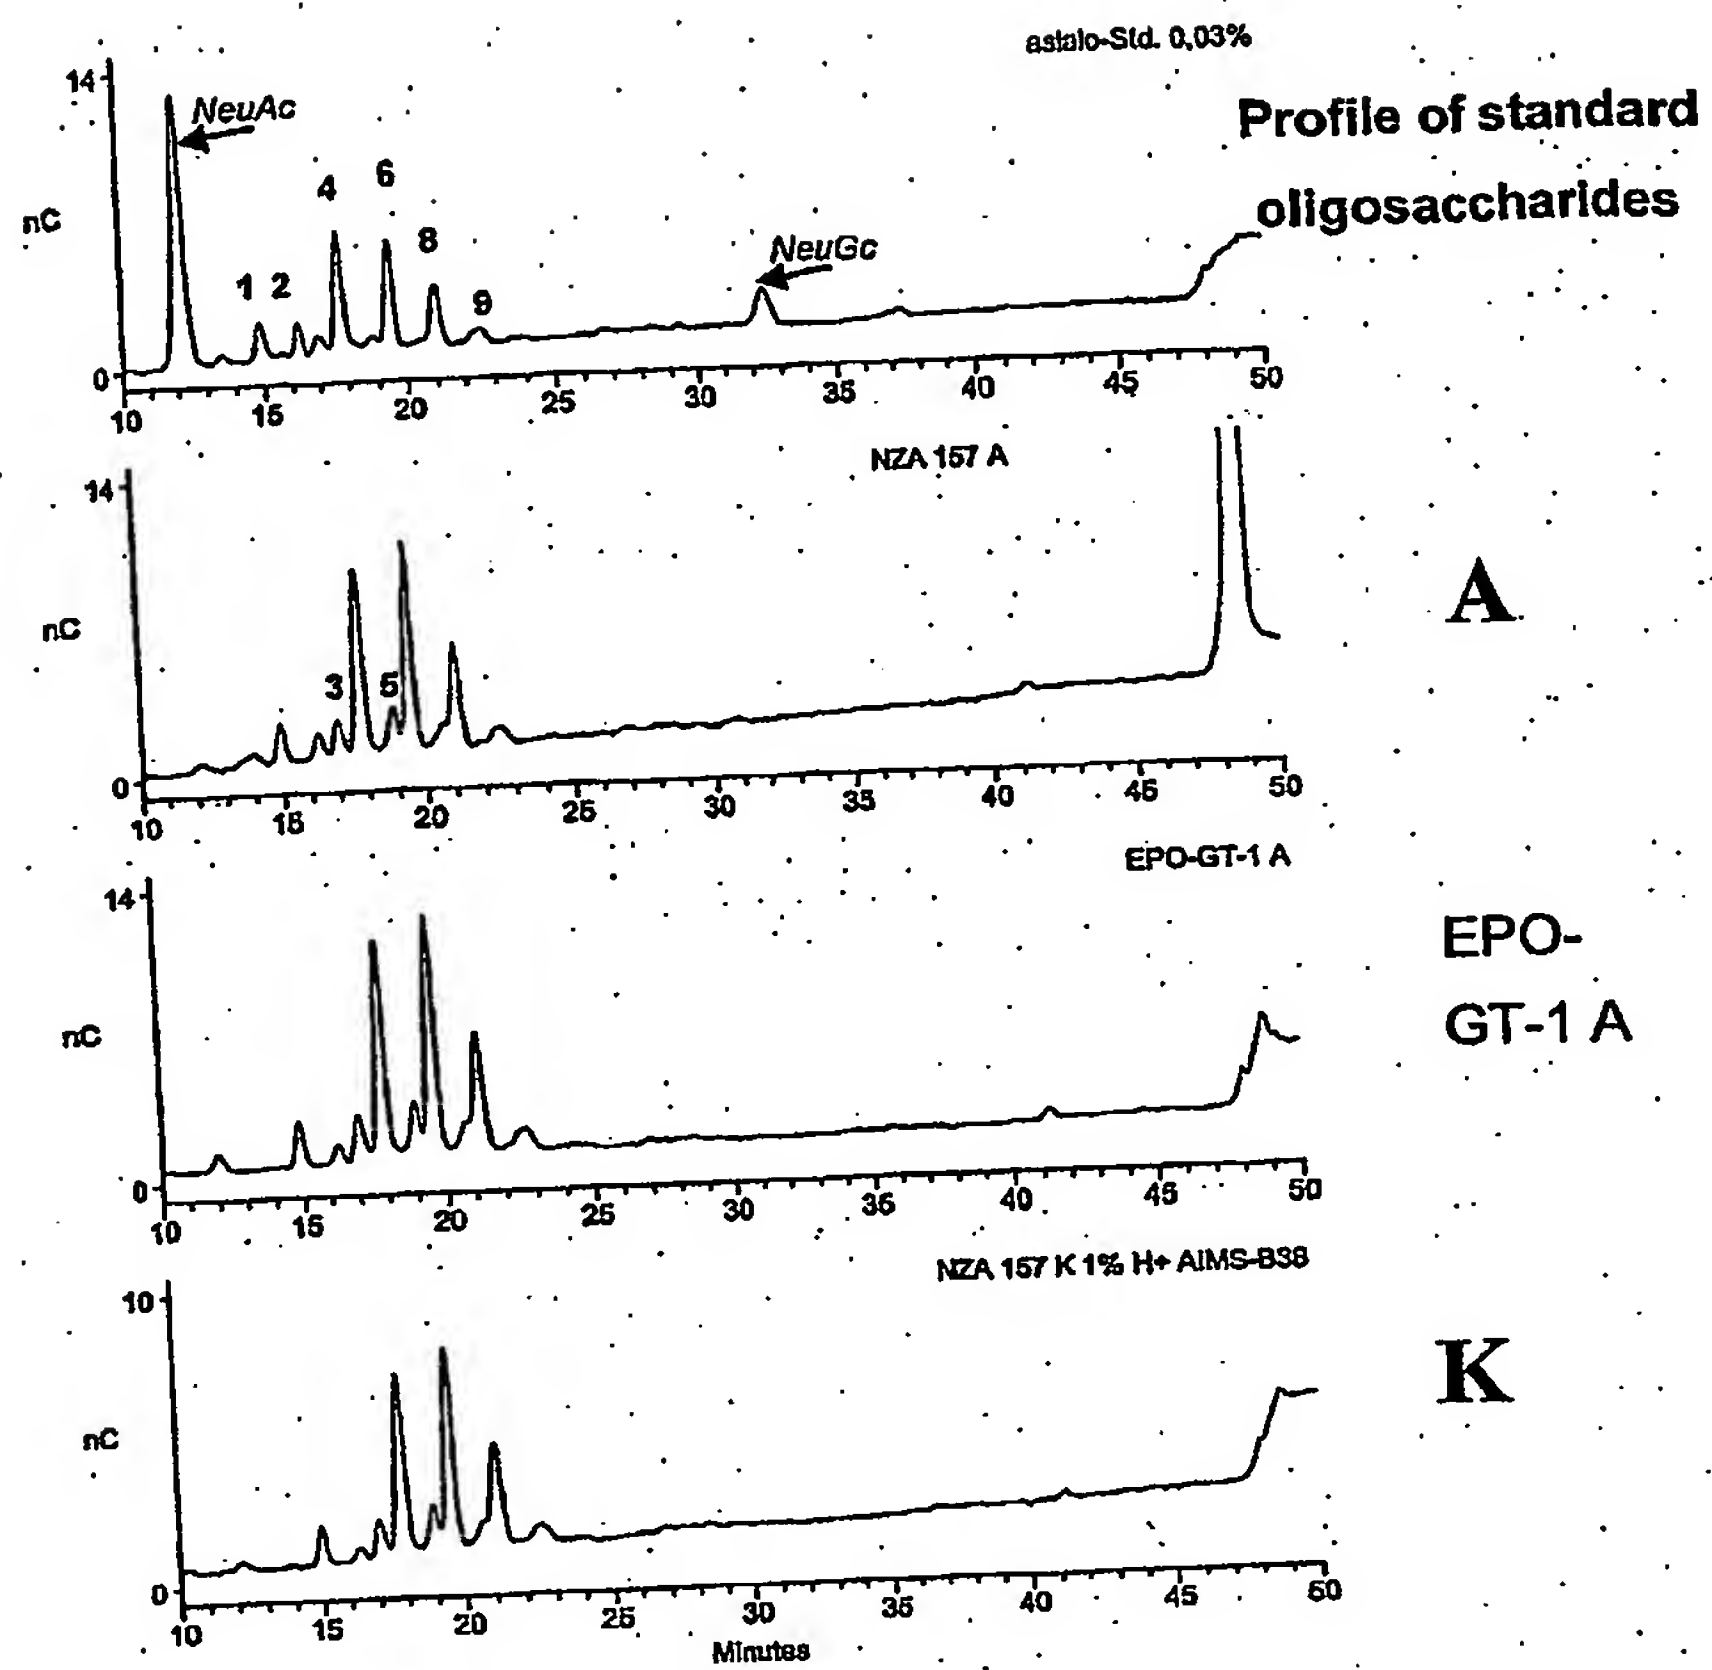 asialo-Std. 0,03%
14
NeuAc
Profile of standard
4
6
nC
8
oligosaccharides
NeuGc
1 2
9
0
10 15 20 25 30 35 40 45 50
NZA 157 A
14
A
nC
3
5
0
10 15 20 25 30 35 40 45 50
EPO-GT-1 A
14
EPO-
GT-1 A
nC
0
10 15 20 25 30 35 40 45 50
NZA 157 K 1% H+ AIMS-B38
10
K
nC
0
10 15 20 25 30 35 40 45 50
Minutes